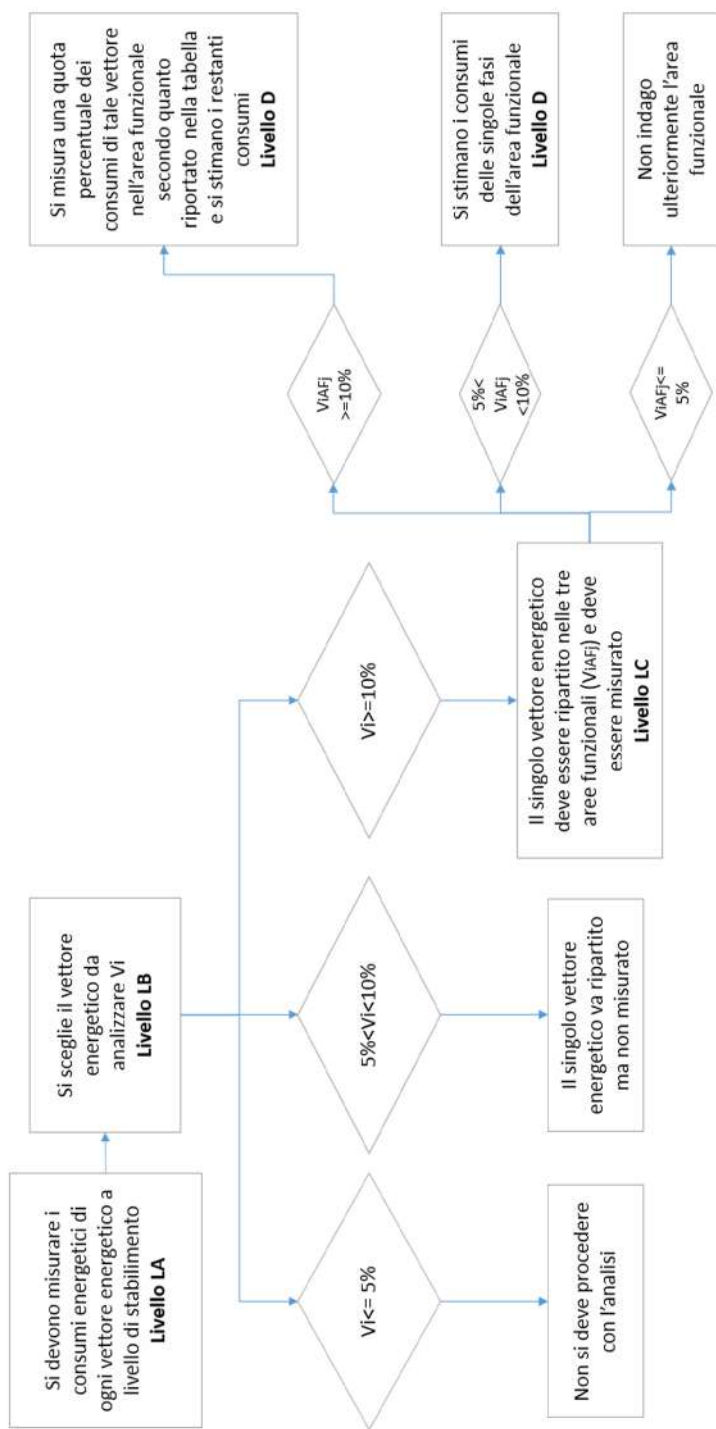 Si devono misurare i
consumi energetici di
ogni vettore energetico a
livello di stabilimento
Livello LA
Si sceglie il vettore
energetico da
analizzare Vi
Livello LB
Vi<= 5%
5%<Vi<10%
Vi>=10%
Non si deve procedere
con l'analisi
Il singolo vettore
energetico va ripartito
ma non misurato
Il singolo vettore energetico
deve essere ripartito nelle tre
aree funzionali (ViAFj) e deve
essere misurato
Livello LC
ViAFj
>=10%
5%<
ViAFj
<10%
ViAFj<=
5%
Si misura una quota
percentuale dei
consumi di tale vettore
nell'area funzionale
secondo quanto
riportato nella tabella
e si stimano i restanti
consumi
Livello D
Si stimano i consumi
delle singole fasi
dell'area funzionale
Livello D
Non indago
ulteriormente l'area
funzionale